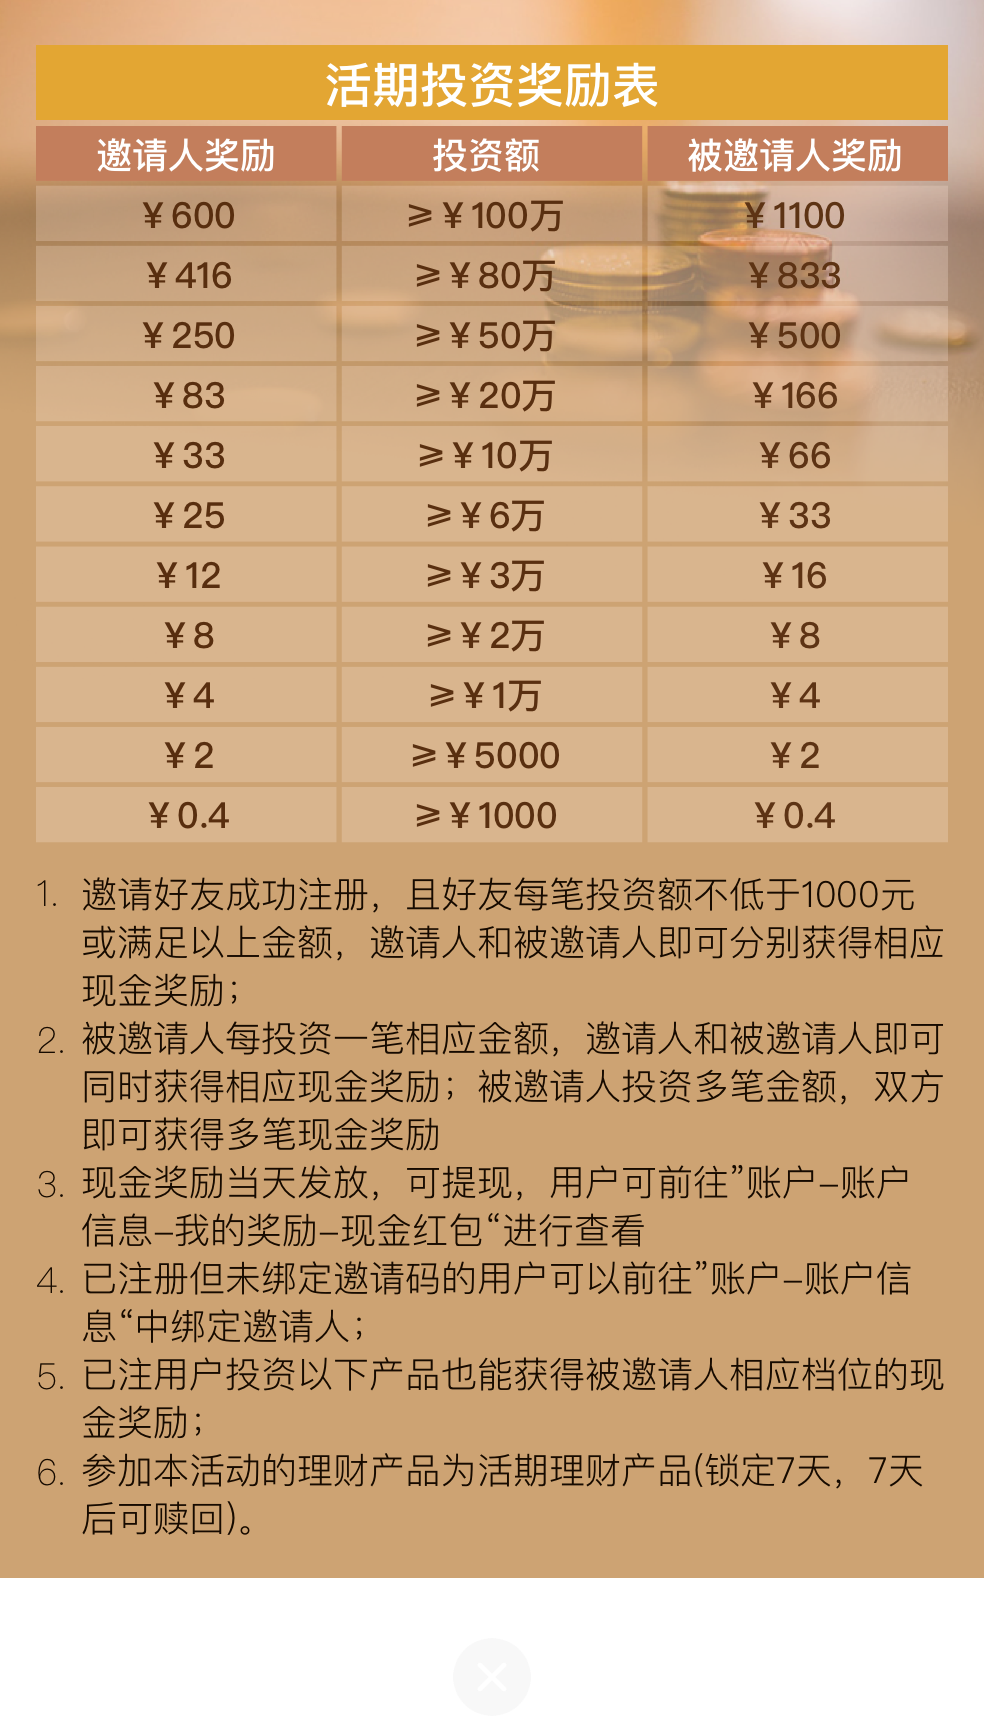 活期投资奖励表
邀请人奖励 投资额 被邀请人奖励
¥600 ≥¥100万 ¥1100
¥416 ≥¥80万 ¥833
¥250 ≥¥50万 ¥500
¥83 ≥¥20万 ¥166
¥33 ≥¥10万 ¥66
¥25 ≥¥6万 ¥33
¥12 ≥¥3万 ¥16
¥8 ≥¥2万 ¥8
¥4 ≥¥1万 ¥4
¥2 ≥¥5000 ¥2
¥0.4 ≥¥1000 ¥0.4
1. 邀请好友成功注册，且好友每笔投资额不低于1000元
或满足以上金额，邀请人和被邀请人即可分别获得相应
现金奖励；
2. 被邀请人每投资一笔相应金额，邀请人和被邀请人即可
同时获得相应现金奖励；被邀请人投资多笔金额，双方
即可获得多笔现金奖励
3. 现金奖励当天发放，可提现，用户可前往”账户–账户
信息–我的奖励–现金红包“进行查看
4. 已注册但未绑定邀请码的用户可以前往”账户–账户信
息“中绑定邀请人；
5. 已注用户投资以下产品也能获得被邀请人相应档位的现
金奖励；
6. 参加本活动的理财产品为活期理财产品(锁定7天，7天
后可赎回)。